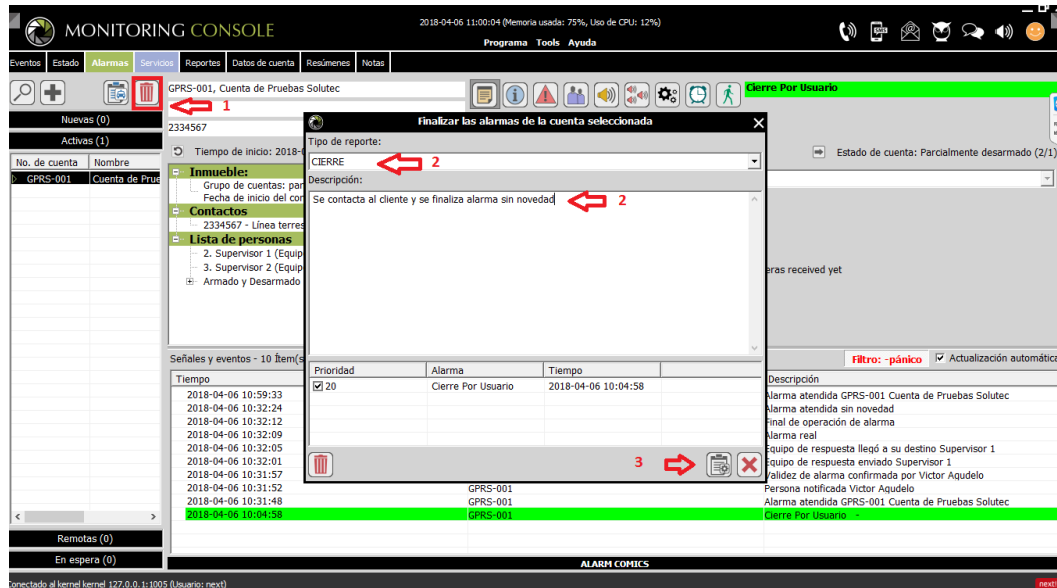 MONITORING CONSOLE
2018-04-06 11:00:04 (Memoria usada: 75%, Uso de CPU: 12%)
Programa Tools Ayuda
Eventos Estado Alarmas Servicios Reportes Datos de cuenta Resúmenes Notas
GPRS-001, Cuenta de Pruebas Solutec
Cierre Por Usuario
1
Nuevas (0)
2334567
Activas (1)
Tiempo de inicio: 2018-
Estado de cuenta: Parcialmente desarmado (2/1)
No. de cuenta Nombre
GPRS-001 Cuenta de Prue
Inmueble:
Grupo de cuentas: par
Fecha de inicio del con
Contactos
2334567 - Línea terres
Lista de personas
2. Supervisor 1 (Equip
3. Supervisor 2 (Equip
Armado y Desarmado
eras received yet
Finalizar las alarmas de la cuenta seleccionada
Tipo de reporte:
CIERRE
2
Descripción:
Se contacta al cliente y se finaliza alarma sin novedad
2
Prioridad Alarma Tiempo
20 Cierre Por Usuario 2018-04-06 10:04:58
3
Señales y eventos - 10 Ítem(s
Filtro: -pánico Actualización automática
Tiempo Descripción
2018-04-06 10:59:33 Alarma atendida GPRS-001 Cuenta de Pruebas Solutec
2018-04-06 10:32:24 Alarma atendida sin novedad
2018-04-06 10:32:12 Final de operación de alarma
2018-04-06 10:32:09 Alarma real
2018-04-06 10:32:05 Equipo de respuesta llegó a su destino Supervisor 1
2018-04-06 10:32:01 Equipo de respuesta enviado Supervisor 1
2018-04-06 10:31:57 Validez de alarma confirmada por Victor Agudelo
2018-04-06 10:31:52 GPRS-001 Persona notificada Victor Agudelo
2018-04-06 10:31:48 GPRS-001 Alarma atendida GPRS-001 Cuenta de Pruebas Solutec
2018-04-06 10:04:58 GPRS-001 Cierre Por Usuario -
Remotas (0)
En espera (0)
ALARM COMICS
Conectado al kernel kernel 127.0.0.1:1005 (Usuario: next)
next!